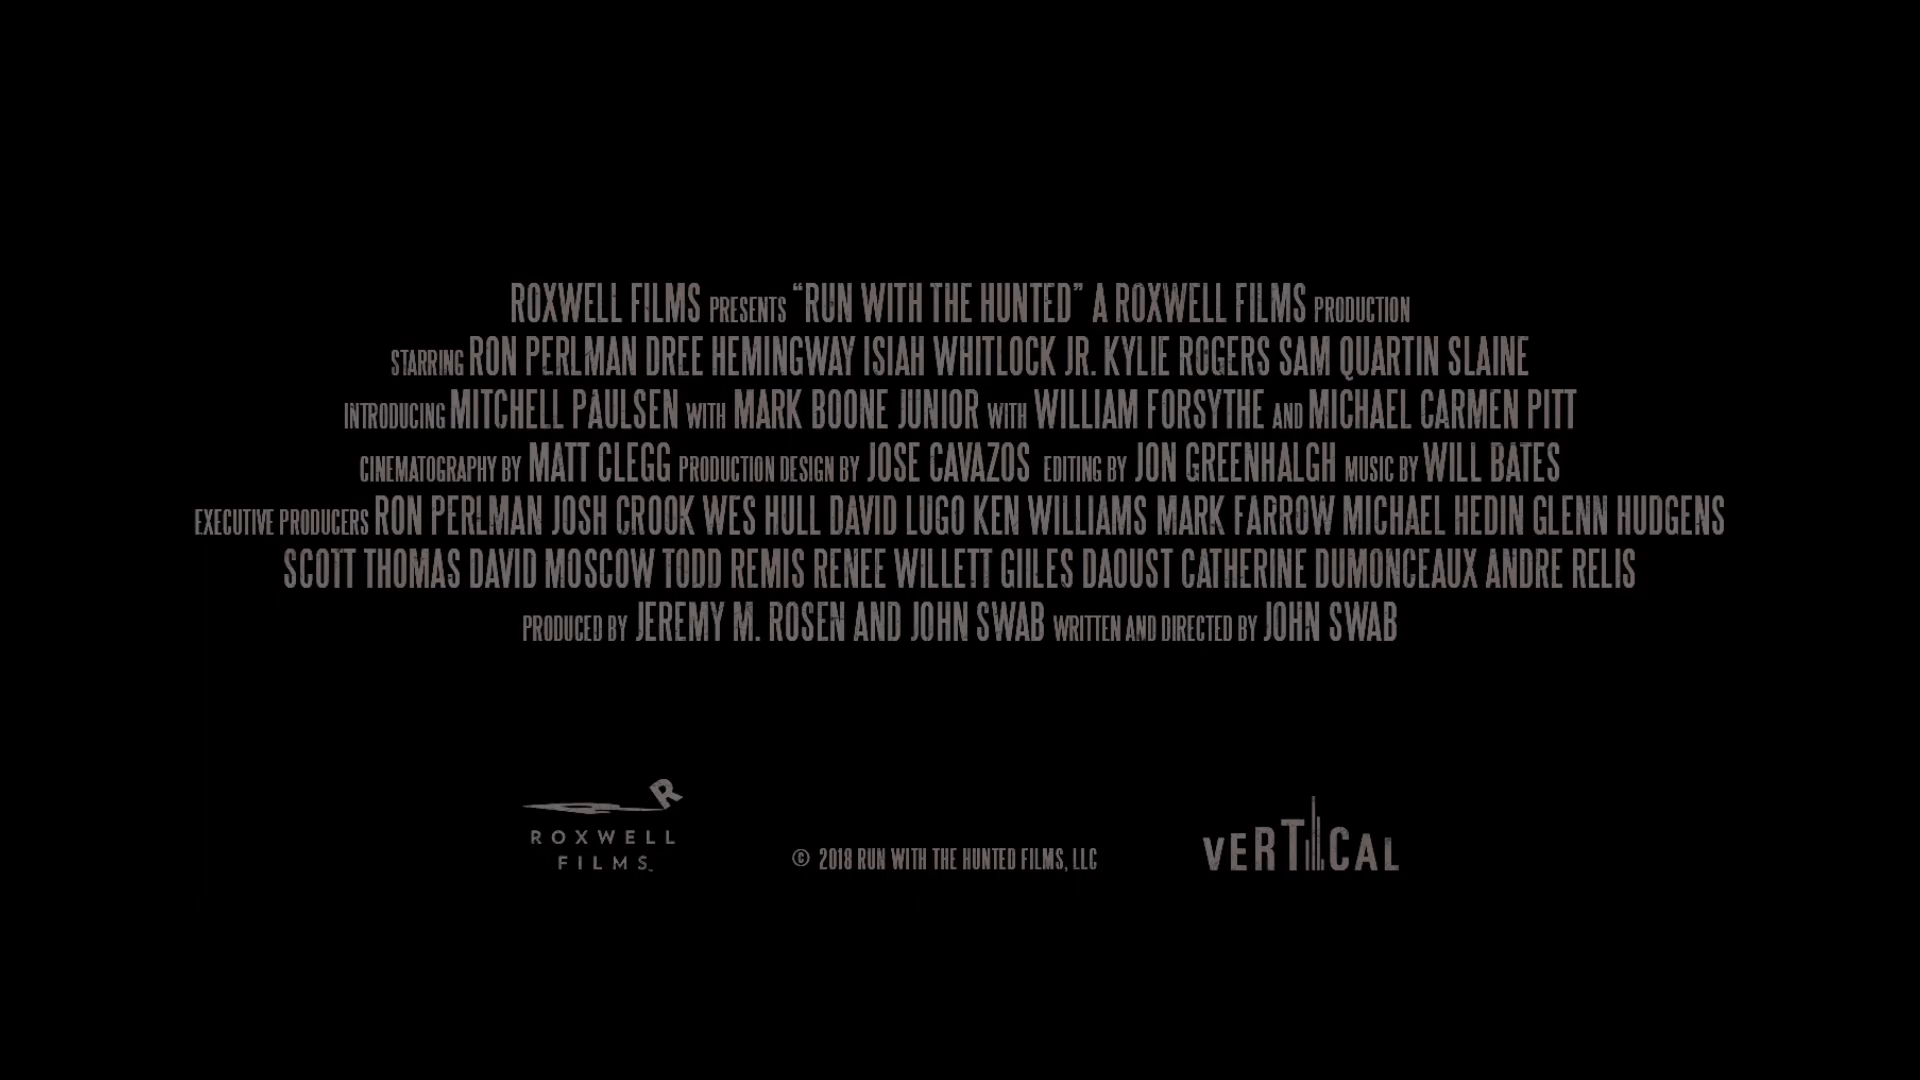 ROXWELL FILMS PRESENTS “RUN WITH THE HUNTED” A ROXWELL FILMS PRODUCTION
STARRING RON PERLMAN DREE HEMINGWAY ISIAH WHITLOCK JR. KYLIE ROGERS SAM QUARTIN SLAINE
INTRODUCING MITCHELL PAULSEN WITH MARK BOONE JUNIOR WITH WILLIAM FORSYTHE AND MICHAEL CARMEN PITT
CINEMATOGRAPHY BY MATT CLEGG PRODUCTION DESIGN BY JOSE CAVAZOS EDITING BY JON GREENHALGH MUSIC BY WILL BATES
EXECUTIVE PRODUCERS RON PERLMAN JOSH CROOK WES HULL DAVID LUGO KEN WILLIAMS MARK FARROW MICHAEL HEDIN GLENN HUDGENS
SCOTT THOMAS DAVID MOSCOW TODD REMIS RENEE WILLETT GIILES DAOUST CATHERINE DUMONCEAUX ANDRE RELIS
PRODUCED BY JEREMY M. ROSEN AND JOHN SWAB WRITTEN AND DIRECTED BY JOHN SWAB
R
ROXWELL
FILMS™
© 2018 RUN WITH THE HUNTED FILMS, LLC
VERTICAL